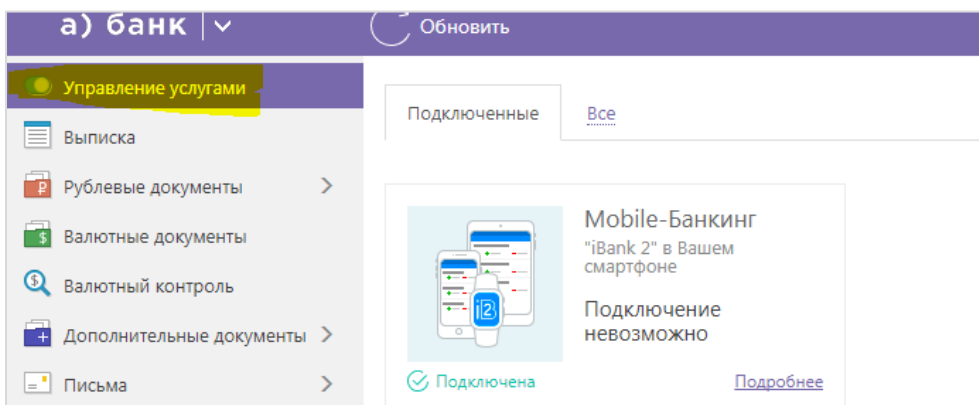 а) банк
Обновить
Управление услугами
Выписка
Рублевые документы
Валютные документы
Валютный контроль
Дополнительные документы
Письма
Подключенные
Все
Mobile-Банкинг
"iBank 2" в Вашем
смартфоне
Подключение
невозможно
Подключена
Подробнее